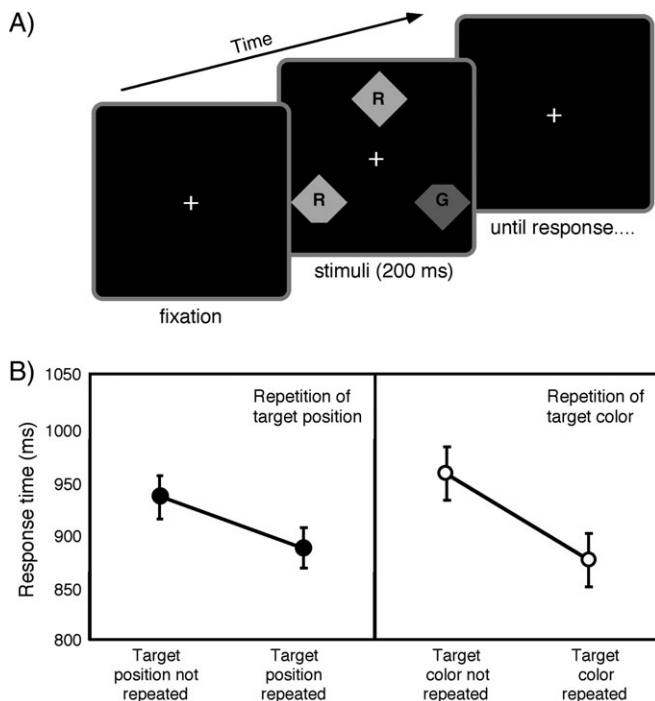 A)
Time
R
R
G
fixation
stimuli (200 ms)
until response....
B)
Response time (ms)
1050
1000
950
900
850
800
Repetition of
target position
Repetition of
target color
Target
position not
repeated
Target
position
repeated
Target
color not
repeated
Target
color
repeated